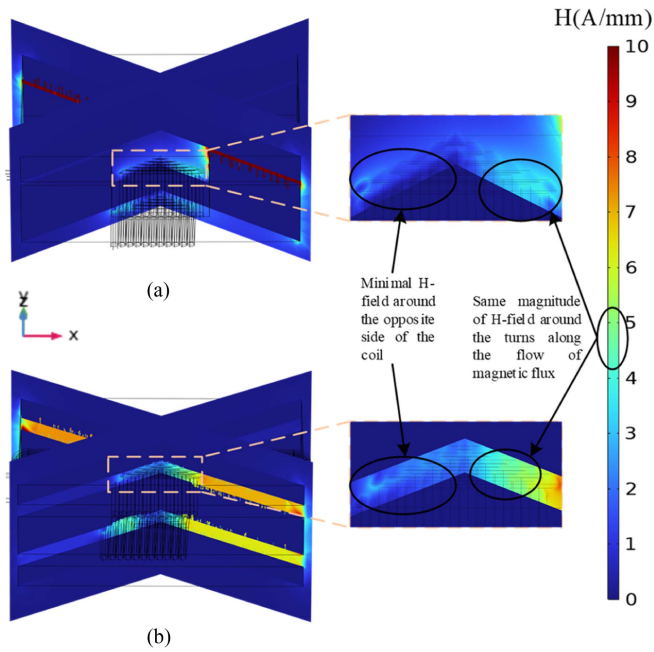 H(A/mm)
10
9
8
7
6
5
4
3
2
1
0
(a)
Minimal H-
field around
the opposite
side of the
coil
Same magnitude
of H-field around
the turns along
the flow of
magnetic flux
y
z
x
(b)